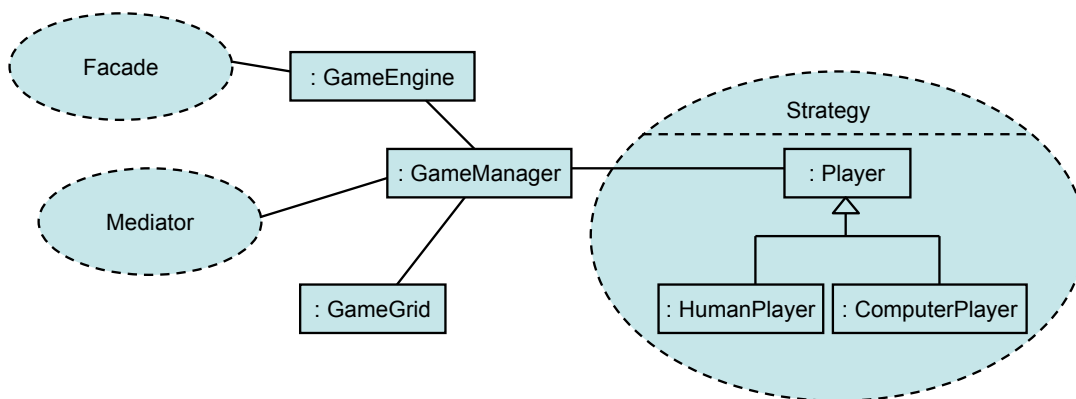 Facade
: GameEngine
Strategy
: GameManager
: Player
Mediator
: GameGrid
: HumanPlayer
: ComputerPlayer